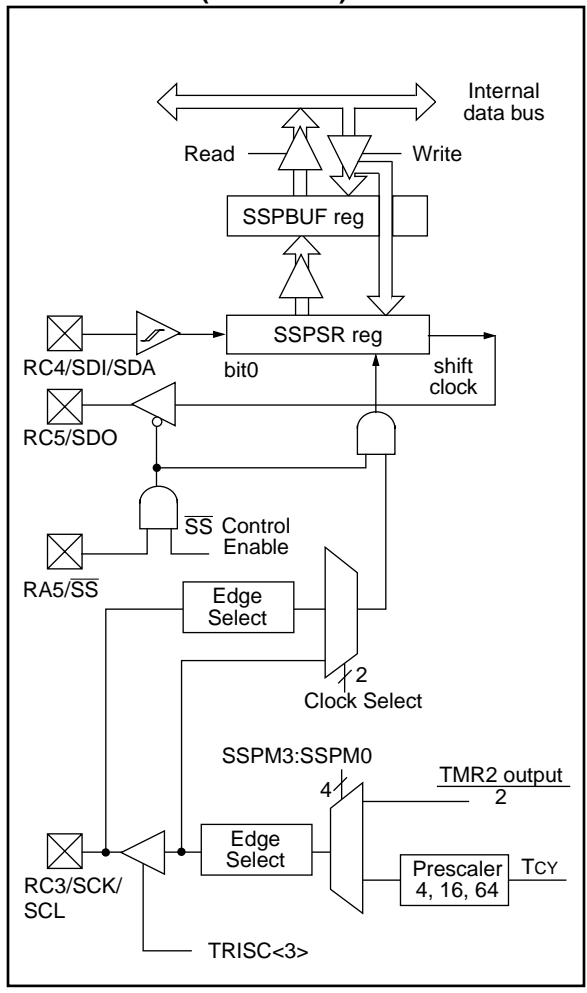 Internal
data bus
Read
Write
SSPBUF reg
SSPSR reg
RC4/SDI/SDA
bit0
shift
clock
RC5/SDO
S̅S̅ Control
Enable
RA5/S̅S̅
Edge
Select
2
Clock Select
SSPM3:SSPM0
4
TMR2 output
2
Edge
Select
Prescaler
4, 16, 64
TCY
RC3/SCK/
SCL
TRISC<3>